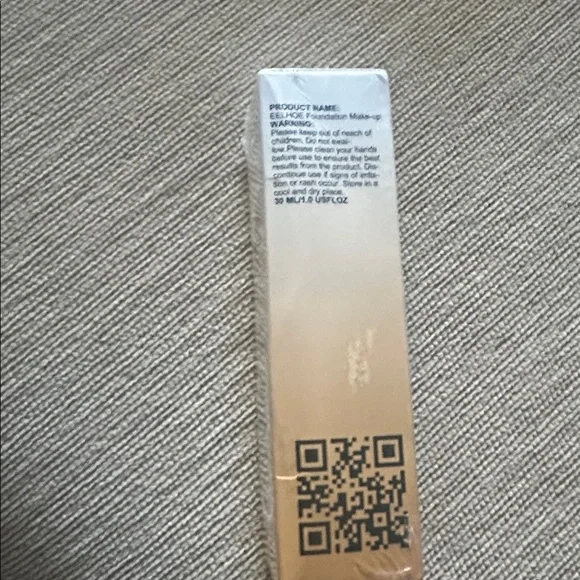 PRODUCT NAME:
EELHOE Foundation Make-up
WARNING:
Please keep out of reach of
children. Do not swal-
low.Please clean your hands
before use to ensure the best
results from the product. Dis-
continue use if signs of irrita-
tion or rash occur. Store in a
cool and dry place.
30 ML/1.0 USFLOZ